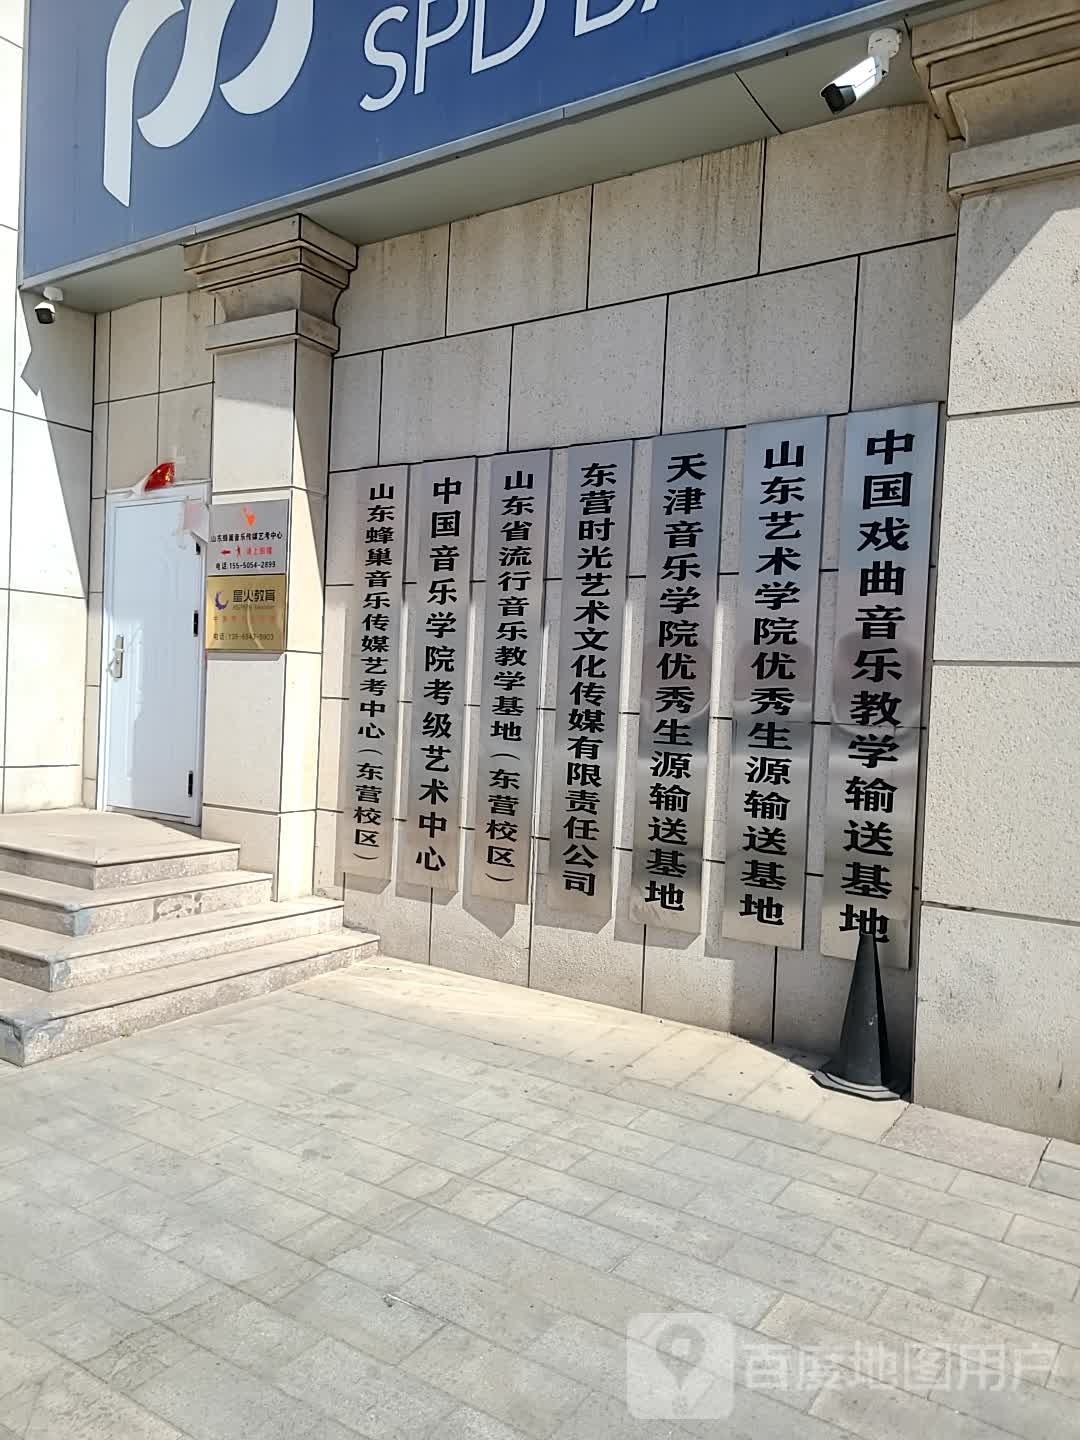 SPD BA
山东蜂巢音乐传媒艺考中心
请上四楼
电话:155-5054-2899
星火教育
山东蜂巢音乐传媒艺考中心(东营校区)
中国音乐学院考级艺术中心
山东省流行音乐教学基地(东营校区)
东营时光艺术文化传媒有限责任公司
天津音乐学院优秀生源输送基地
山东艺术学院优秀生源输送基地
中国戏曲音乐教学输送基地
百度地图用户